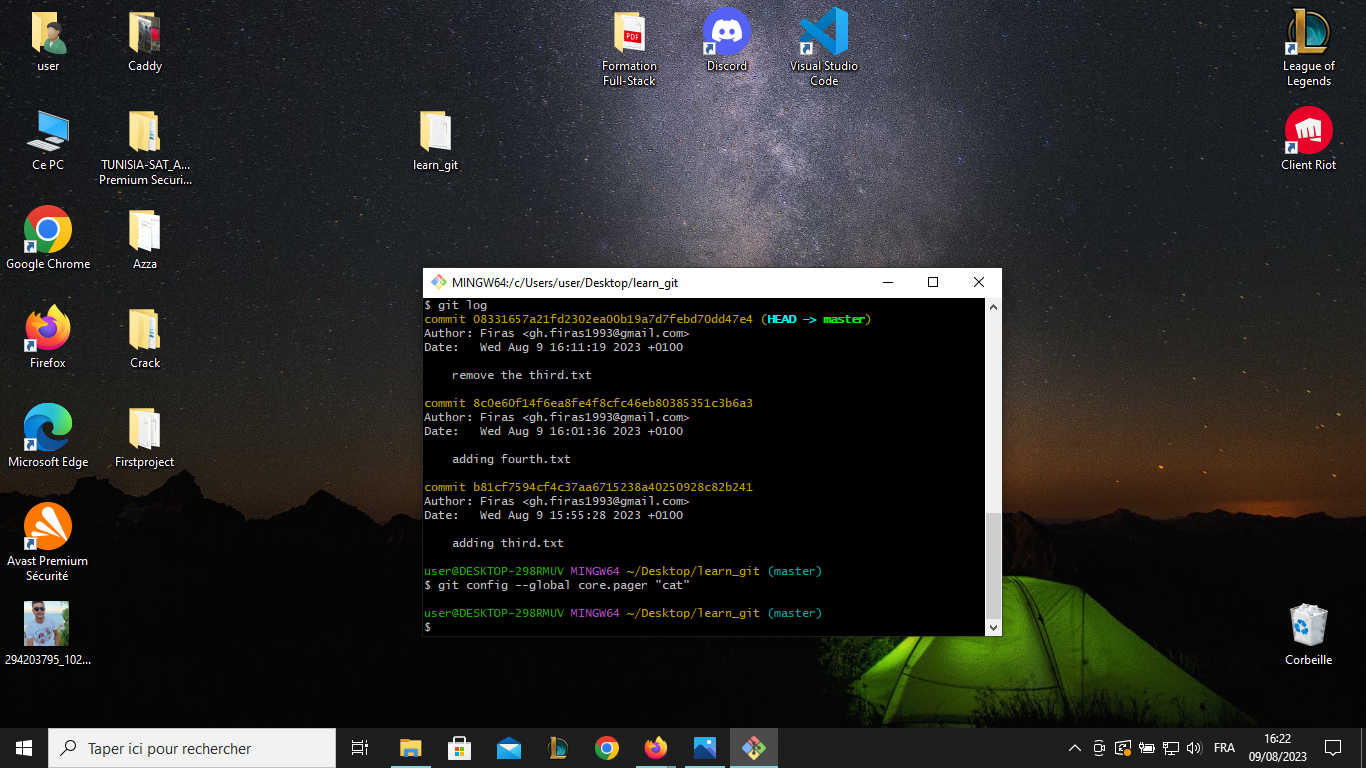 user
Caddy
Formation
Full-Stack
PDF
Discord
Visual Studio
Code
League of
Legends
Ce PC
TUNISIA-SAT_A...
Premium Securi...
learn_git
Client Riot
Google Chrome
Azza
Firefox
Crack
Microsoft Edge
Firstproject
Avast Premium
Sécurité
294203795_102...
Corbeille
MINGW64:/c/Users/user/Desktop/learn_git
$ git log
commit 08331657a21fd2302ea00b19a7d7febd70dd47e4 (HEAD -> master)
Author: Firas <gh.firas1993@gmail.com>
Date:   Wed Aug 9 16:11:19 2023 +0100
remove the third.txt
commit 8c0e60f14f6ea8fe4f8cfc46eb80385351c3b6a3
Author: Firas <gh.firas1993@gmail.com>
Date:   Wed Aug 9 16:01:36 2023 +0100
adding fourth.txt
commit b81cf7594cf4c37aa6715238a40250928c82b241
Author: Firas <gh.firas1993@gmail.com>
Date:   Wed Aug 9 15:55:28 2023 +0100
adding third.txt
user@DESKTOP-298RMUV MINGW64 ~/Desktop/learn_git (master)
$ git config --global core.pager "cat"
user@DESKTOP-298RMUV MINGW64 ~/Desktop/learn_git (master)
$
Taper ici pour rechercher
FRA
16:22
09/08/2023